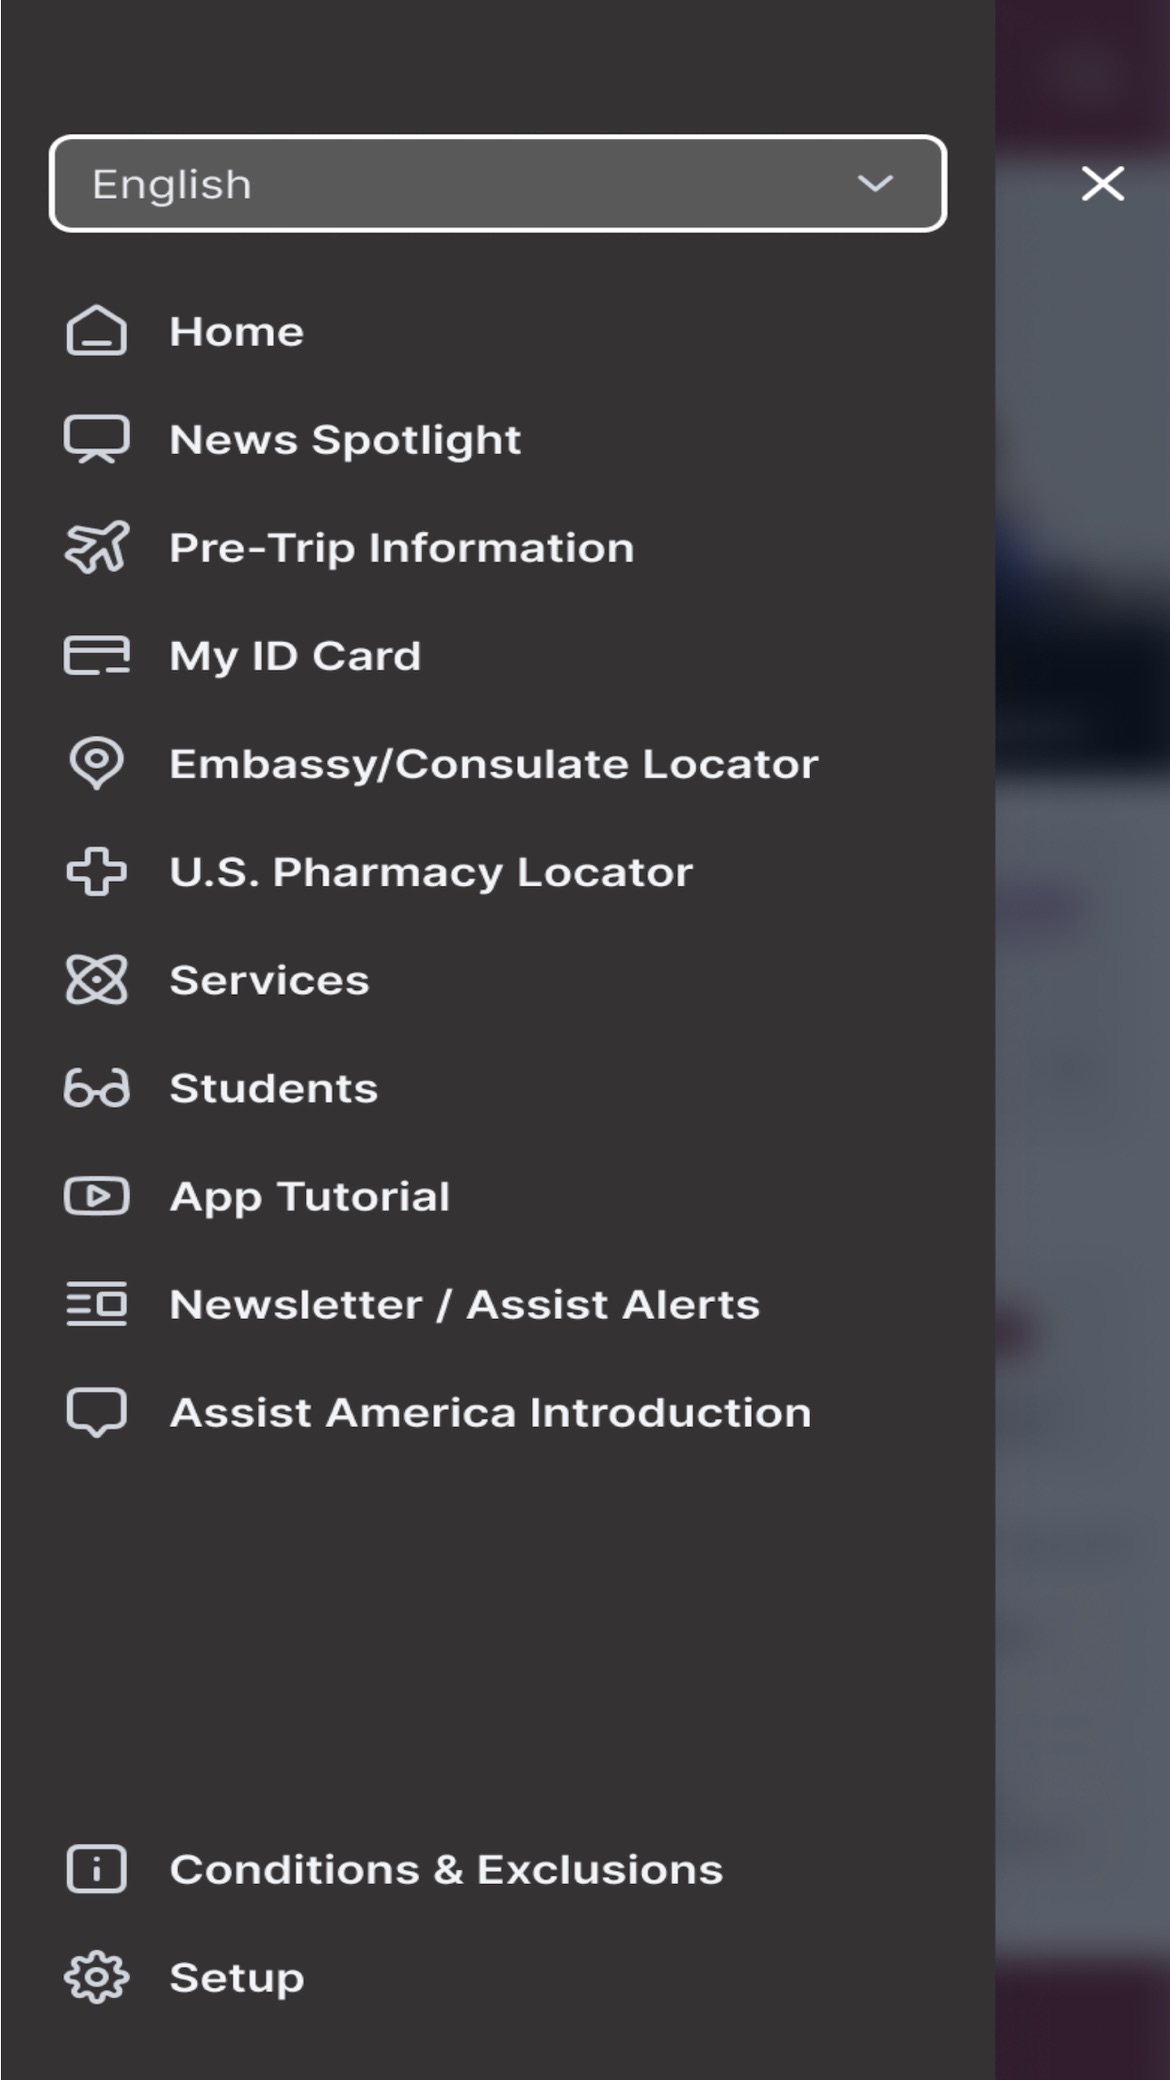 English
Home
News Spotlight
Pre-Trip Information
My ID Card
Embassy/Consulate Locator
U.S. Pharmacy Locator
Services
Students
App Tutorial
Newsletter / Assist Alerts
Assist America Introduction
Conditions & Exclusions
Setup